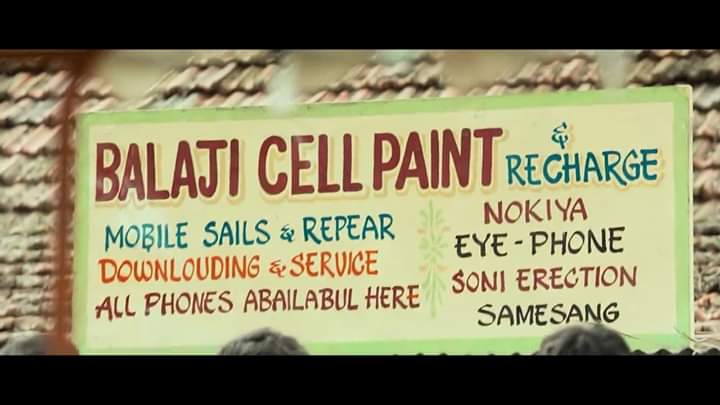 BALAJI CELL PAINT & RECHARGE
MOBILE SAILS & REPEAR
DOWNLOUDING & SERVICE
ALL PHONES ABAILABUL HERE
NOKIYA
EYE-PHONE
SONI ERECTION
SAMESANG